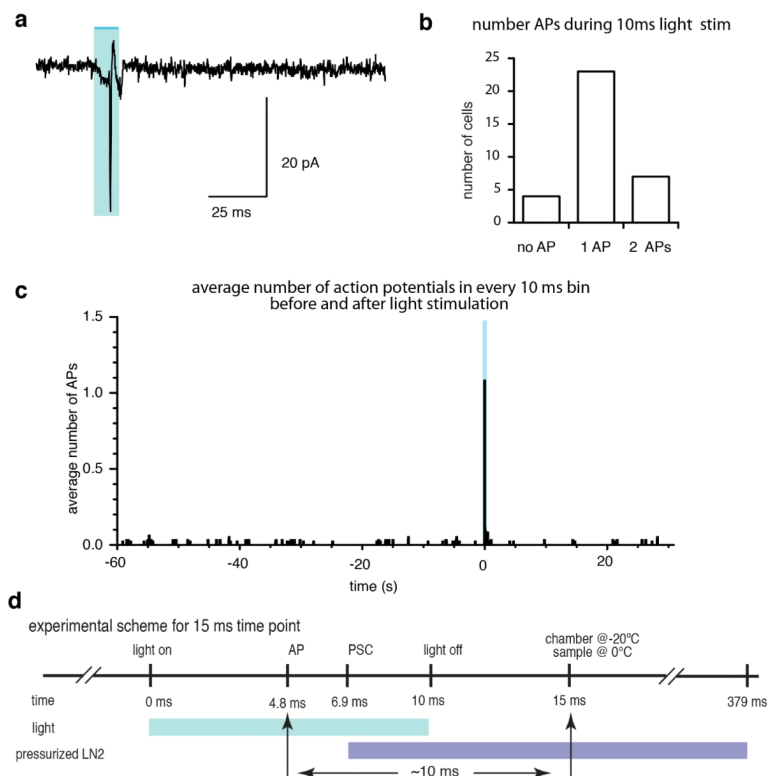 a
20 pA
25 ms
b
number APs during 10ms light stim
number of cells
25
20
15
10
5
0
no AP 1 AP 2 APs
c
average number of action potentials in every 10 ms bin
before and after light stimulation
average number of APs
1.5
1.0
0.5
0.0
-60 -40 -20 0 20
time (s)
d
experimental scheme for 15 ms time point
light on AP PSC light off chamber @-20ºC
sample @ 0ºC
time 0 ms 4.8 ms 6.9 ms 10 ms 15 ms 379 ms
light
pressurized LN2
~10 ms